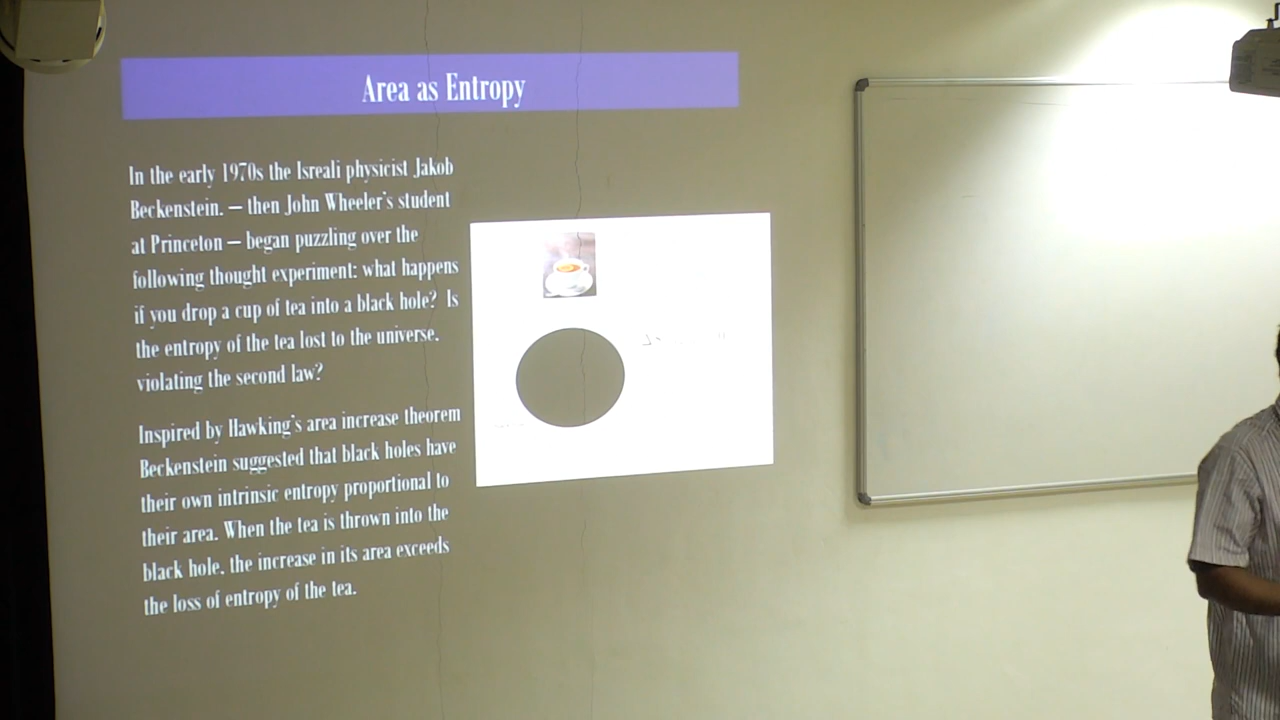 Area as Entropy
In the early 1970s the Isreali physicist Jakob
Beckenstein. – then John Wheeler's student
at Princeton – began puzzling over the
following thought experiment: what happens
if you drop a cup of tea into a black hole? Is
the entropy of the tea lost to the universe.
violating the second law?
Inspired by Hawking's area increase theorem
Beckenstein suggested that black holes have
their own intrinsic entropy proportional to
their area. When the tea is thrown into the
black hole. the increase in its area exceeds
the loss of entropy of the tea.